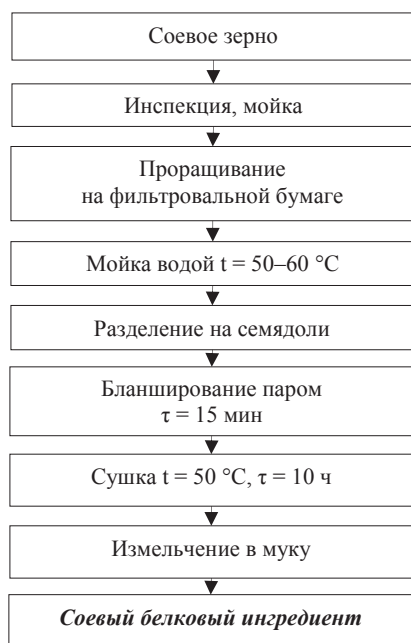 Соевое зерно
Инспекция, мойка
Проращивание
на фильтровальной бумаге
Мойка водой t = 50–60 °C
Разделение на семядоли
Бланширование паром
τ = 15 мин
Сушка t = 50 °C, τ = 10 ч
Измельчение в муку
Соевый белковый ингредиент